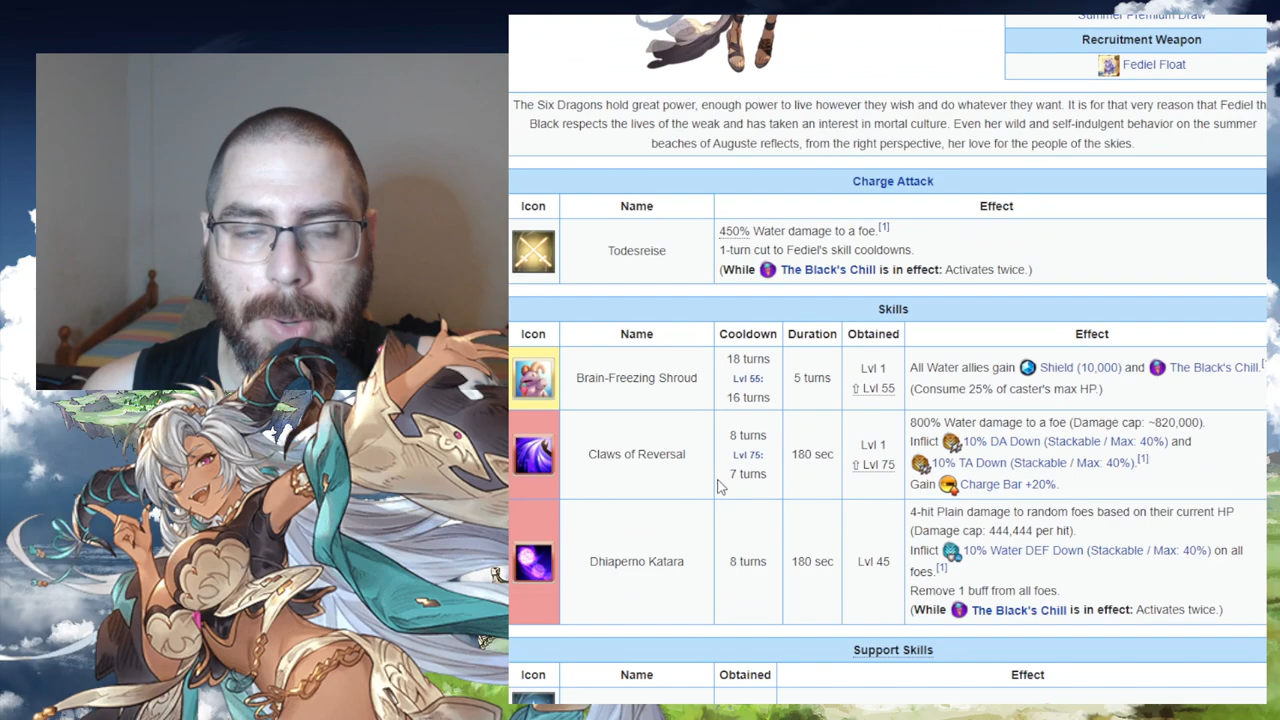 Summer Premium Draw
Recruitment Weapon
Fediel Float
The Six Dragons hold great power, enough power to live however they wish and do whatever they want. It is for that very reason that Fediel th
Black respects the lives of the weak and has taken an interest in mortal culture. Even her wild and self-indulgent behavior on the summer
beaches of Auguste reflects, from the right perspective, her love for the people of the skies.
Charge Attack
Icon Name Effect
Todesreise
450% Water damage to a foe.[1]
1-turn cut to Fediel's skill cooldowns.
(While The Black's Chill is in effect: Activates twice.)
Skills
Icon Name Cooldown Duration Obtained Effect
Brain-Freezing Shroud
18 turns
Lvl 55:
16 turns
5 turns
Lvl 1
⇧ Lvl 55
All Water allies gain Shield (10,000) and The Black's Chill.[
(Consume 25% of caster's max HP.)
Claws of Reversal
8 turns
Lvl 75:
7 turns
180 sec
Lvl 1
⇧ Lvl 75
800% Water damage to a foe (Damage cap: ~820,000).
Inflict 10% DA Down (Stackable / Max: 40%) and
10% TA Down (Stackable / Max: 40%).[1]
Gain Charge Bar +20%.
Dhiaperno Katara
8 turns
180 sec
Lvl 45
4-hit Plain damage to random foes based on their current HP
(Damage cap: 444,444 per hit).
Inflict 10% Water DEF Down (Stackable / Max: 40%) on all
foes.[1]
Remove 1 buff from all foes.
(While The Black's Chill is in effect: Activates twice.)
Support Skills
Icon Name Obtained Effect